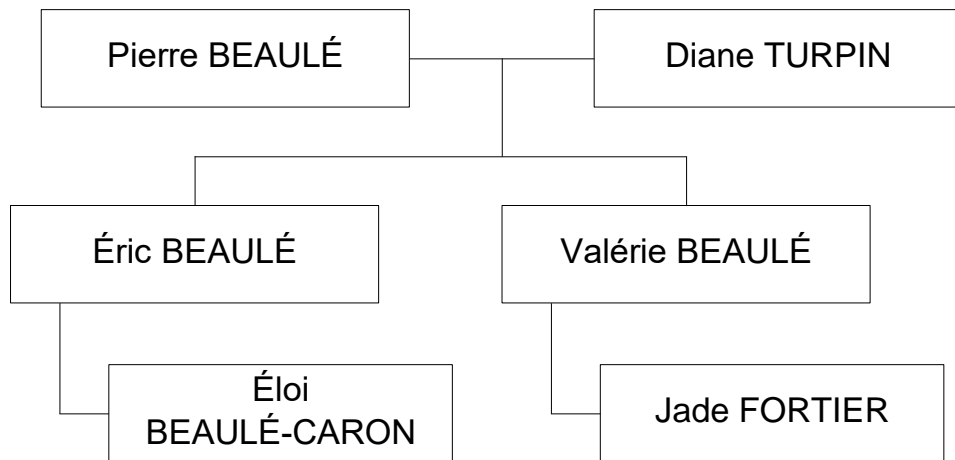 Pierre BEAULÉ
Diane TURPIN
Éric BEAULÉ
Valérie BEAULÉ
Éloi
BEAULÉ-CARON
Jade FORTIER